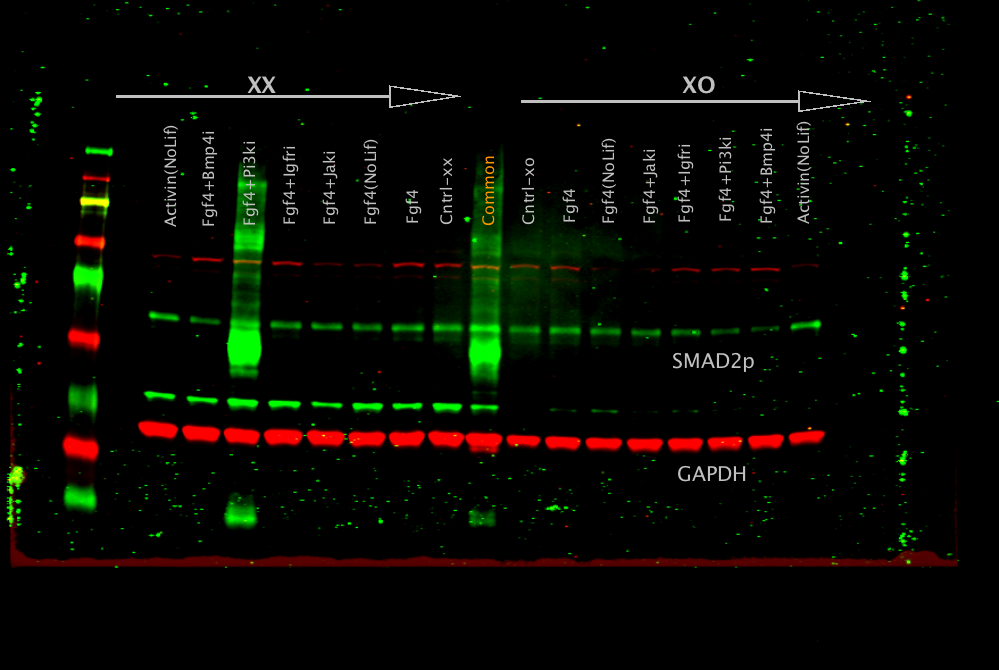 XX
XO
Activin(NoLif)
Fgf4+Bmp4i
Fgf4+Pi3ki
Fgf4+Igfri
Fgf4+Jaki
Fgf4(NoLif)
Fgf4
Cntrl-xx
Common
Cntrl-xo
Fgf4
Fgf4(NoLif)
Fgf4+Jaki
Fgf4+Igfri
Fgf4+Pi3ki
Fgf4+Bmp4i
Activin(NoLif)
SMAD2p
GAPDH